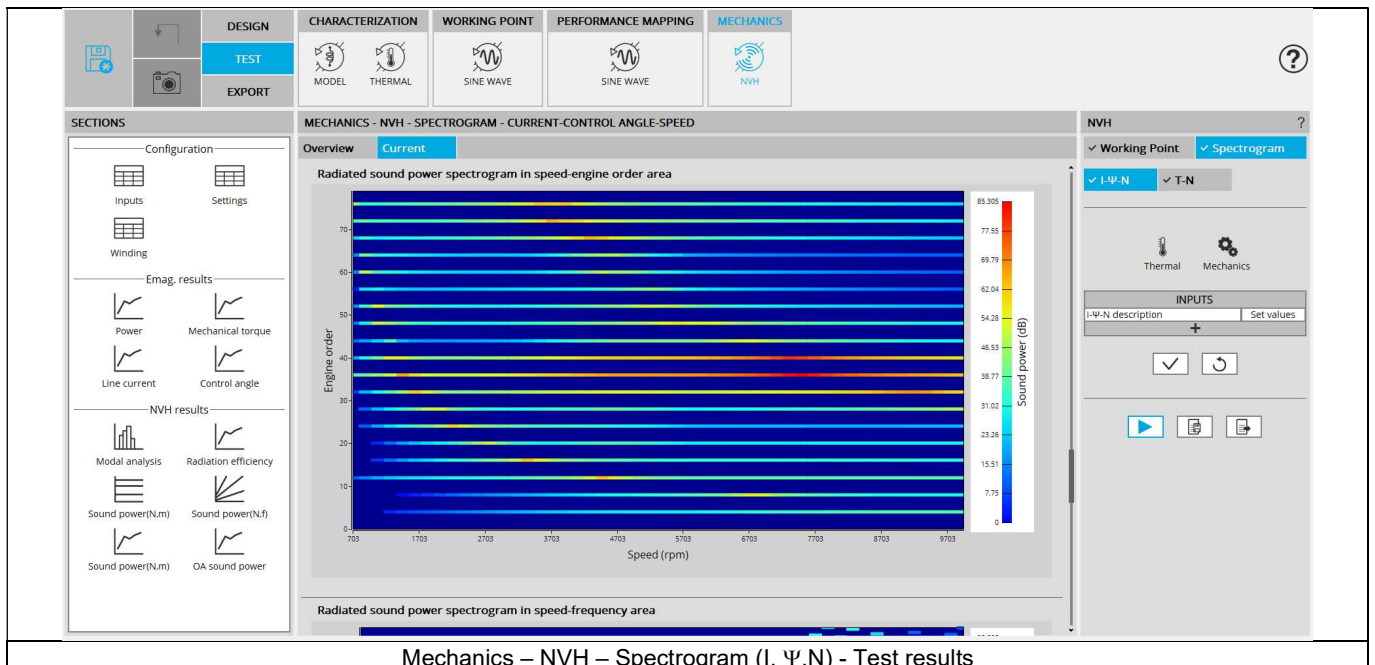 DESIGN
TEST
EXPORT
CHARACTERIZATION
MODEL THERMAL
WORKING POINT
SINE WAVE
PERFORMANCE MAPPING
SINE WAVE
MECHANICS
NVH
?
SECTIONS
Configuration
Inputs Settings
Winding
Emag. results
Power Mechanical torque
Line current Control angle
NVH results
Modal analysis Radiation efficiency
Sound power(N,m) Sound power(N,f)
Sound power(N,m) OA sound power
MECHANICS - NVH - SPECTROGRAM - CURRENT-CONTROL ANGLE-SPEED
Overview Current
Radiated sound power spectrogram in speed-engine order area
Engine order
70
60
50
40
30
20
10
0
703 1703 2703 3703 4703 5703 6703 7703 8703 9703
Speed (rpm)
85.305
77.55
69.79
62.04
54.28
46.53
38.77
31.02
23.26
15.51
7.75
0
Sound power (dB)
Radiated sound power spectrogram in speed-frequency area
NVH ?
Working Point Spectrogram
I-Ψ-N T-N
Thermal Mechanics
INPUTS
I-Ψ-N description Set values
+
Mechanics – NVH – Spectrogram (I, Ψ,N) - Test results